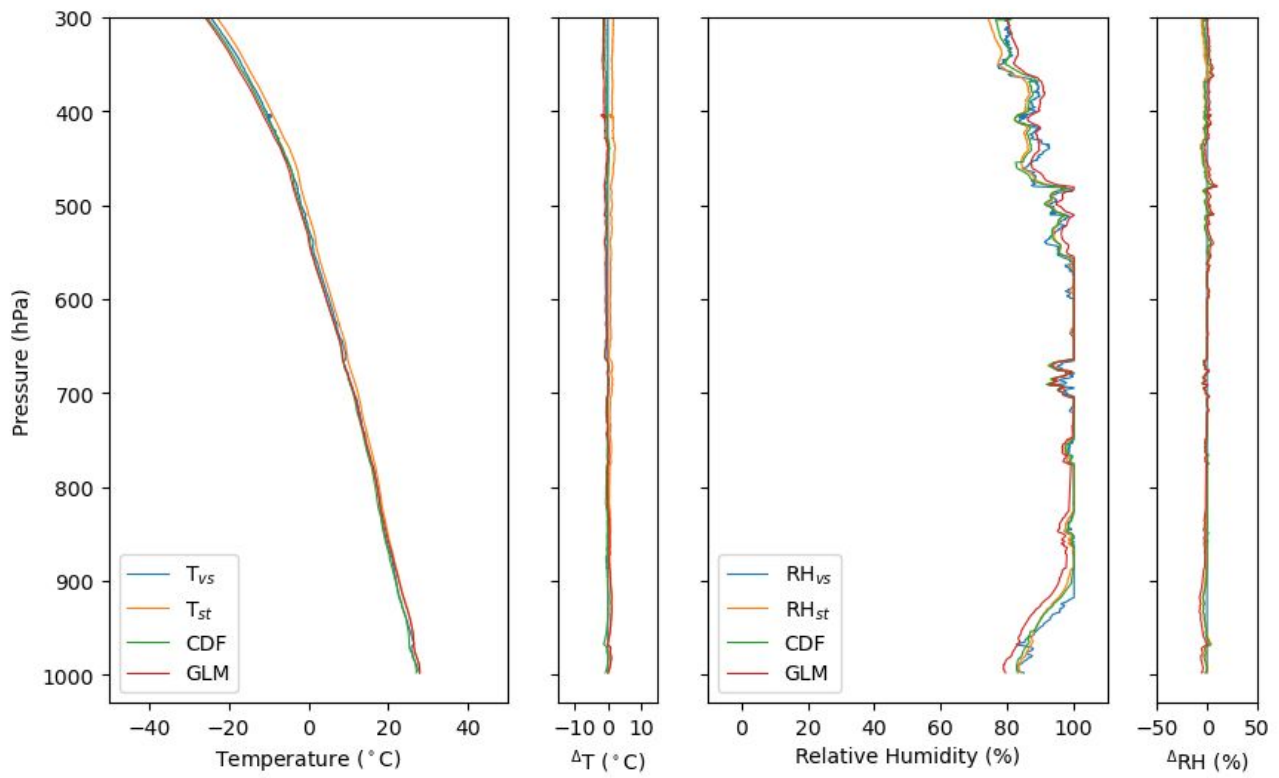 300
400
500
600
700
800
900
1000
Pressure (hPa)
T_vs
T_st
CDF
GLM
−40 −20 0 20 40
Temperature (°C)
−10 0 10
ΔT (°C)
RH_vs
RH_st
CDF
GLM
0 20 40 60 80 100
Relative Humidity (%)
−50 0 50
ΔRH (%)